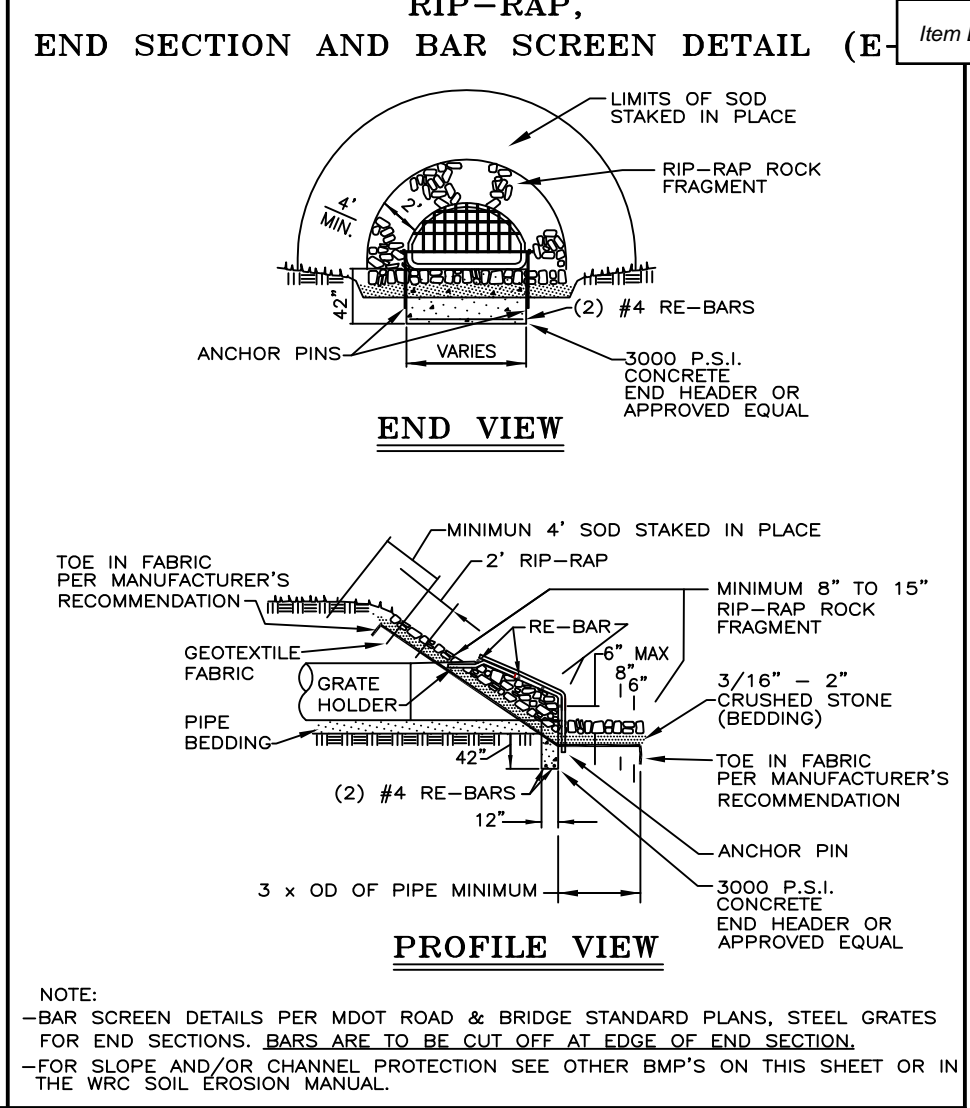 RIP-RAP,
END SECTION AND BAR SCREEN DETAIL (E-
Item
LIMITS OF SOD
STAKED IN PLACE
RIP-RAP ROCK
FRAGMENT
4'
MIN.
2'
42"
(2) #4 RE-BARS
ANCHOR PINS
VARIES
3000 P.S.I.
CONCRETE
END HEADER OR
APPROVED EQUAL
END VIEW
MINIMUN 4' SOD STAKED IN PLACE
TOE IN FABRIC
PER MANUFACTURER'S
RECOMMENDATION
2' RIP-RAP
MINIMUM 8" TO 15"
RIP-RAP ROCK
FRAGMENT
RE-BAR
GEOTEXTILE
FABRIC
6" MAX
8"
6"
GRATE
HOLDER
3/16" - 2"
CRUSHED STONE
(BEDDING)
PIPE
BEDDING
42"
TOE IN FABRIC
PER MANUFACTURER'S
RECOMMENDATION
(2) #4 RE-BARS
12"
ANCHOR PIN
3 x OD OF PIPE MINIMUM
3000 P.S.I.
CONCRETE
END HEADER OR
APPROVED EQUAL
PROFILE VIEW
NOTE:
-BAR SCREEN DETAILS PER MDOT ROAD & BRIDGE STANDARD PLANS, STEEL GRATES
FOR END SECTIONS. BARS ARE TO BE CUT OFF AT EDGE OF END SECTION.
-FOR SLOPE AND/OR CHANNEL PROTECTION SEE OTHER BMP'S ON THIS SHEET OR IN
THE WRC SOIL EROSION MANUAL.